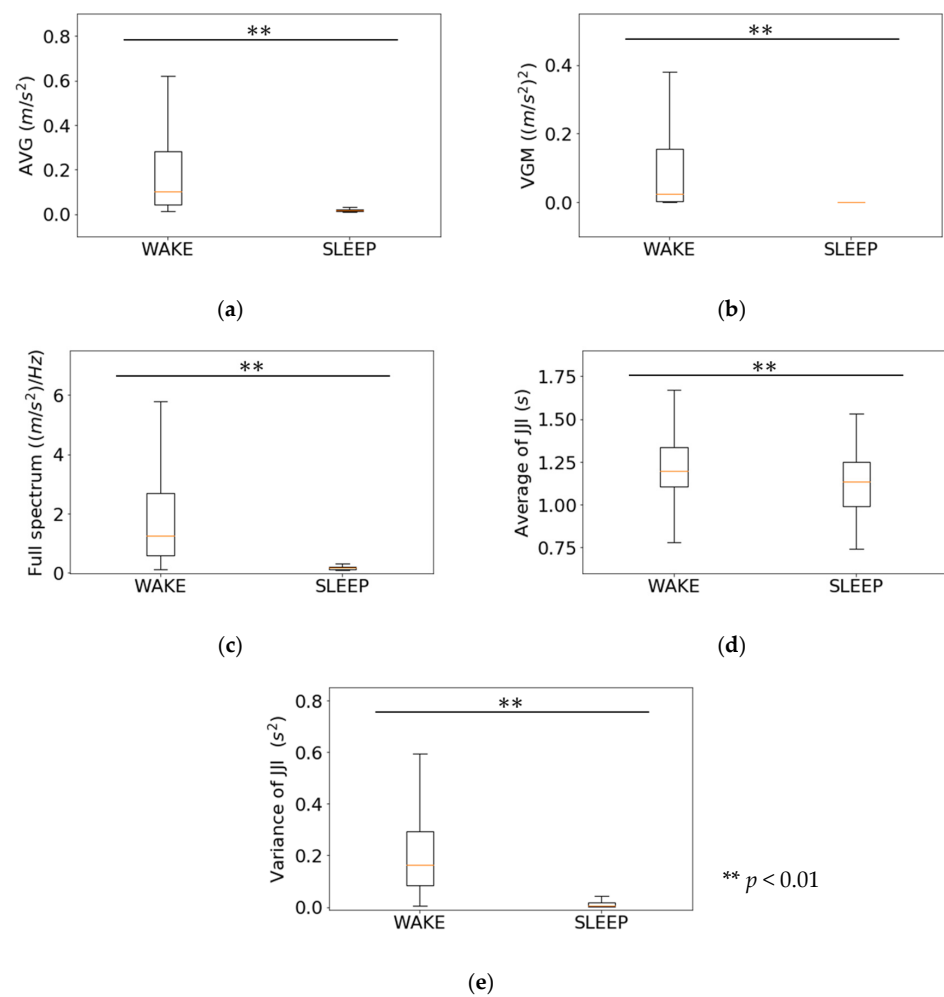 **
0.8
0.6
0.4
0.2
0.0
AVG (m/s²)
WAKE SLEEP
(a)
**
0.4
0.2
0.0
VGM ((m/s²)²)
WAKE SLEEP
(b)
**
6
4
2
0
Full spectrum ((m/s²)/Hz)
WAKE SLEEP
(c)
**
1.75
1.50
1.25
1.00
0.75
Average of JJI (s)
WAKE SLEEP
(d)
**
0.8
0.6
0.4
0.2
0.0
Variance of JJI (s²)
WAKE SLEEP
** p < 0.01
(e)